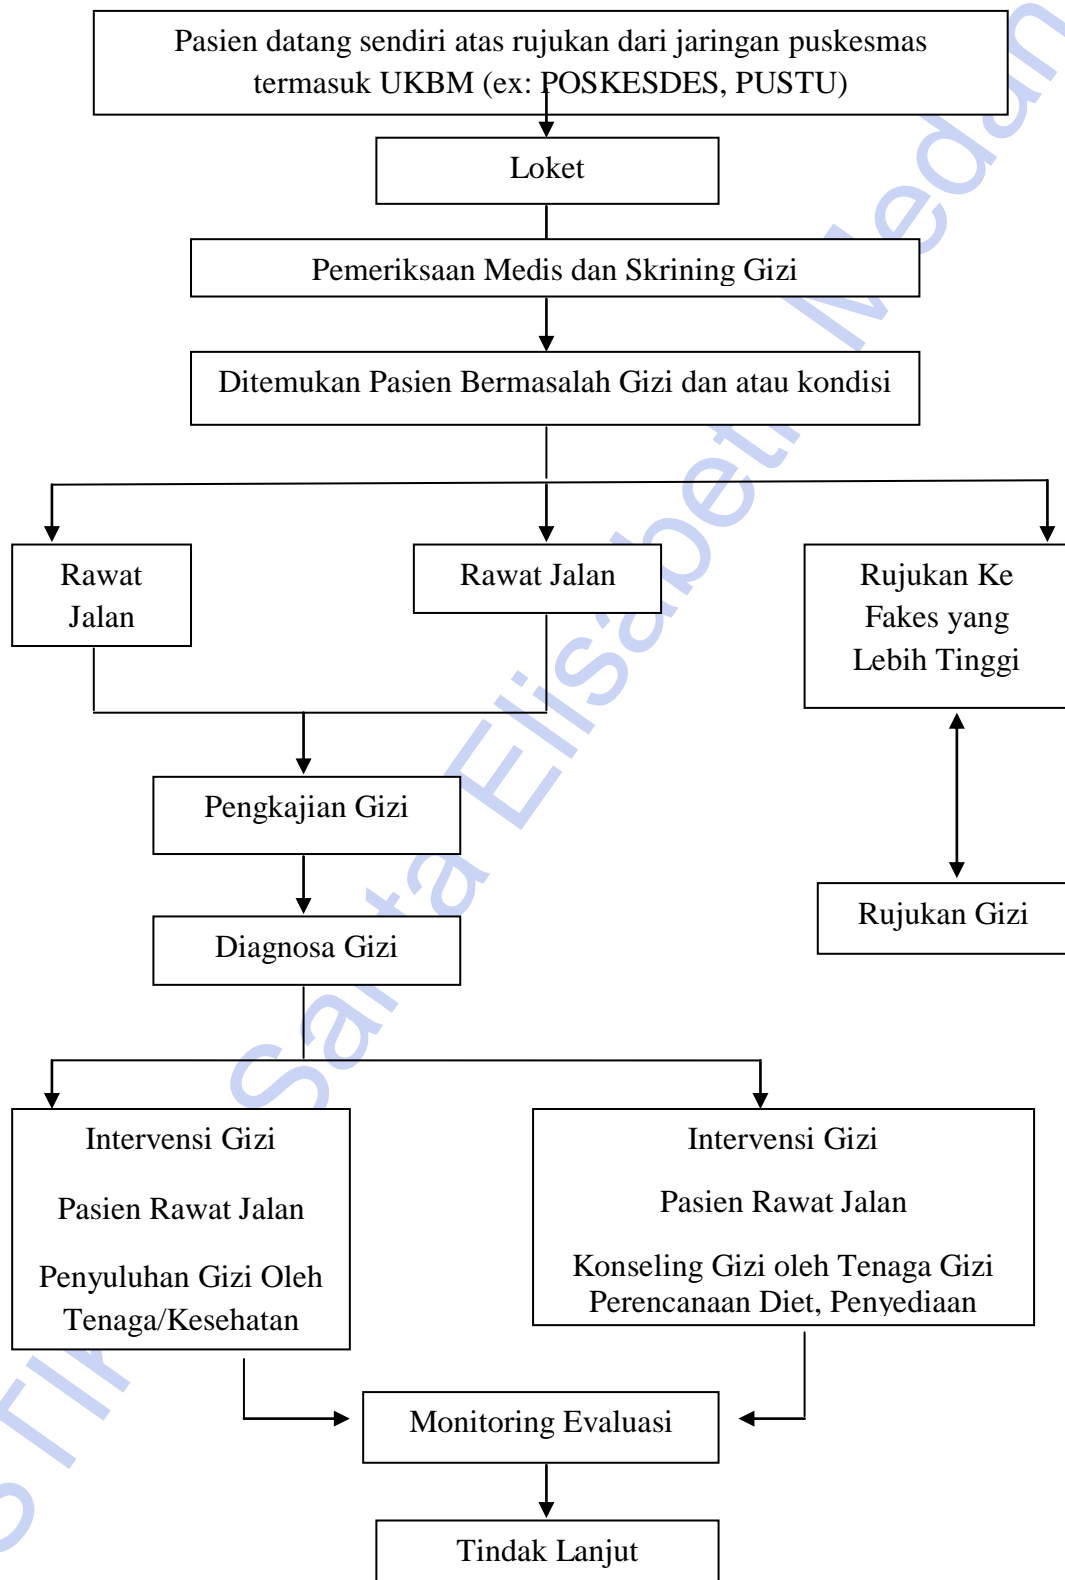 Pasien datang sendiri atas rujukan dari jaringan puskesmas
termasuk UKBM (ex: POSKESDES, PUSTU)
Loket
Pemeriksaan Medis dan Skrining Gizi
Ditemukan Pasien Bermasalah Gizi dan atau kondisi
Rawat
Jalan
Rawat Jalan
Rujukan Ke
Fakes yang
Lebih Tinggi
Pengkajian Gizi
Rujukan Gizi
Diagnosa Gizi
Intervensi Gizi
Pasien Rawat Jalan
Penyuluhan Gizi Oleh
Tenaga/Kesehatan
Intervensi Gizi
Pasien Rawat Jalan
Konseling Gizi oleh Tenaga Gizi
Perencanaan Diet, Penyediaan
Monitoring Evaluasi
Tindak Lanjut
Santa Elisabeth Medan